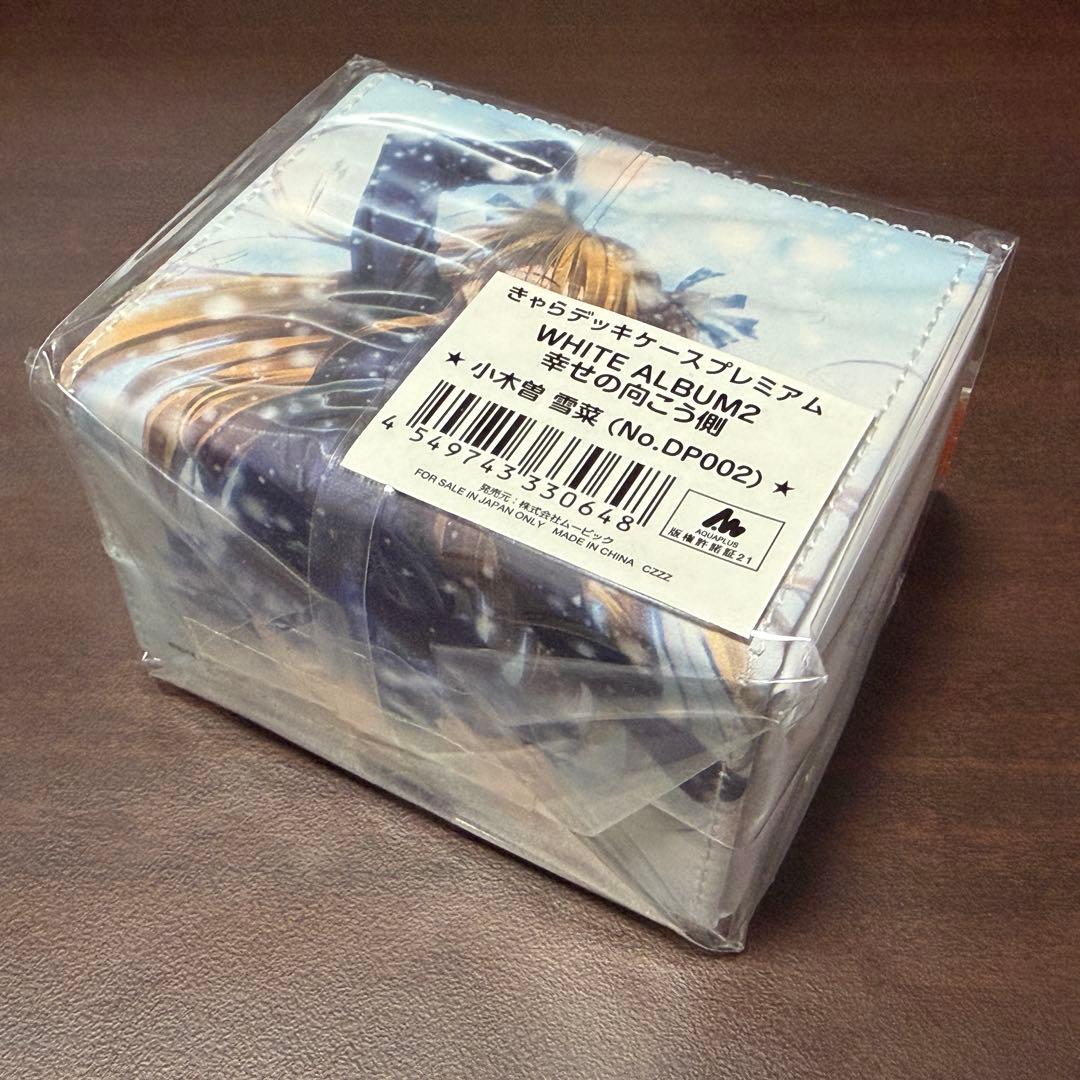 きゃらデッキケースプレミアム
WHITE ALBUM2
幸せの向こう側
★ 小木曽 雪菜 (No.DP002) ★
4 549743 330648
発売元:株式会社ムービック
FOR SALE IN JAPAN ONLY MADE IN CHINA CZZZ
AQUAPLUS
版権許諾証21